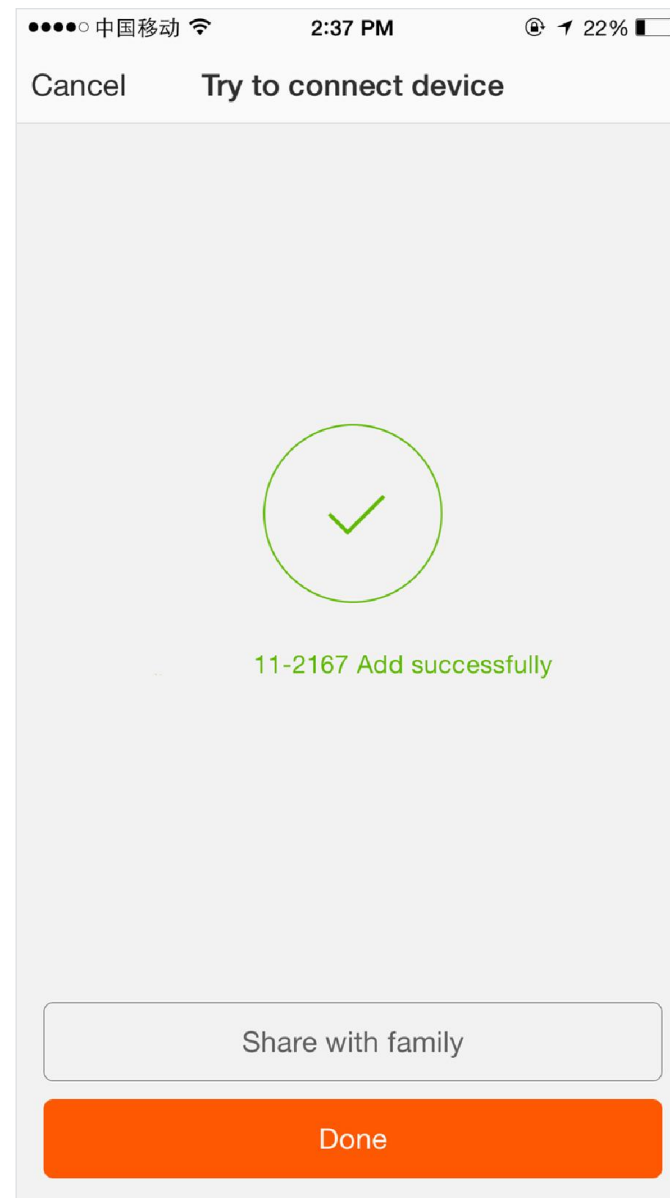 中国移动 2:37 PM 22%
Cancel Try to connect device
11-2167 Add successfully
Share with family
Done